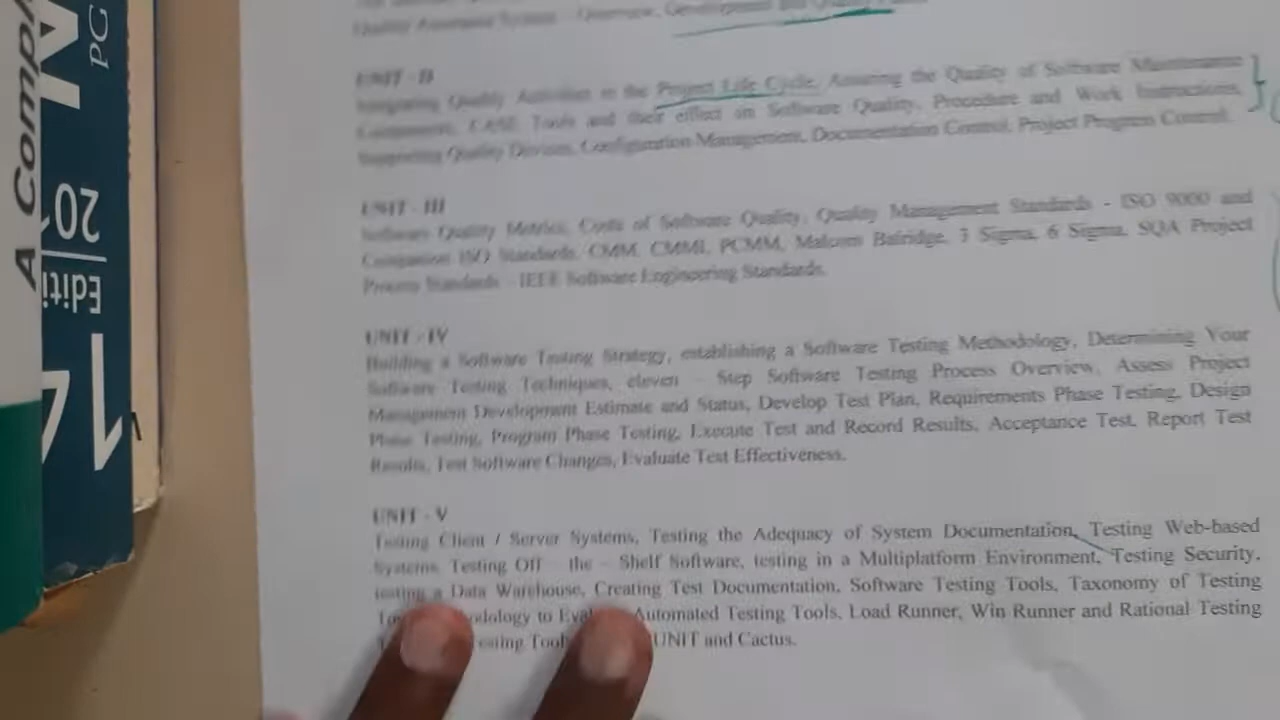 A Compl
N
PG
20
Editi
14
Quality Assurance System – Overview, Development and Quality
UNIT - II
Integrating Quality Activities in the Project Life Cycle, Assuring the Quality of Software Maintenance
Components, CASE Tools and their effect on Software Quality, Procedure and Work Instructions,
Supporting Quality Devices, Configuration Management, Documentation Control, Project Progress Control.
UNIT - III
Software Quality Metrics, Costs of Software Quality, Quality Management Standards - ISO 9000 and
Companion ISO Standards, CMM, CMMI, PCMM, Malcom Balridge, 3 Sigma, 6 Sigma, SQA Project
Process Standards – IEEE Software Engineering Standards.
UNIT - IV
Building a Software Testing Strategy, establishing a Software Testing Methodology, Determining Your
Software Testing Techniques, eleven – Step Software Testing Process Overview, Assess Project
Management Development Estimate and Status, Develop Test Plan, Requirements Phase Testing, Design
Phase Testing, Program Phase Testing, Execute Test and Record Results, Acceptance Test, Report Test
Results, Test Software Changes, Evaluate Test Effectiveness.
UNIT - V
Testing Client / Server Systems, Testing the Adequacy of System Documentation, Testing Web-based
Systems, Testing Off – the – Shelf Software, testing in a Multiplatform Environment, Testing Security,
testing a Data Warehouse, Creating Test Documentation, Software Testing Tools, Taxonomy of Testing
to Automated Testing Tools, Load Runner, Win Runner and Rational Testing
UNIT and Cactus.